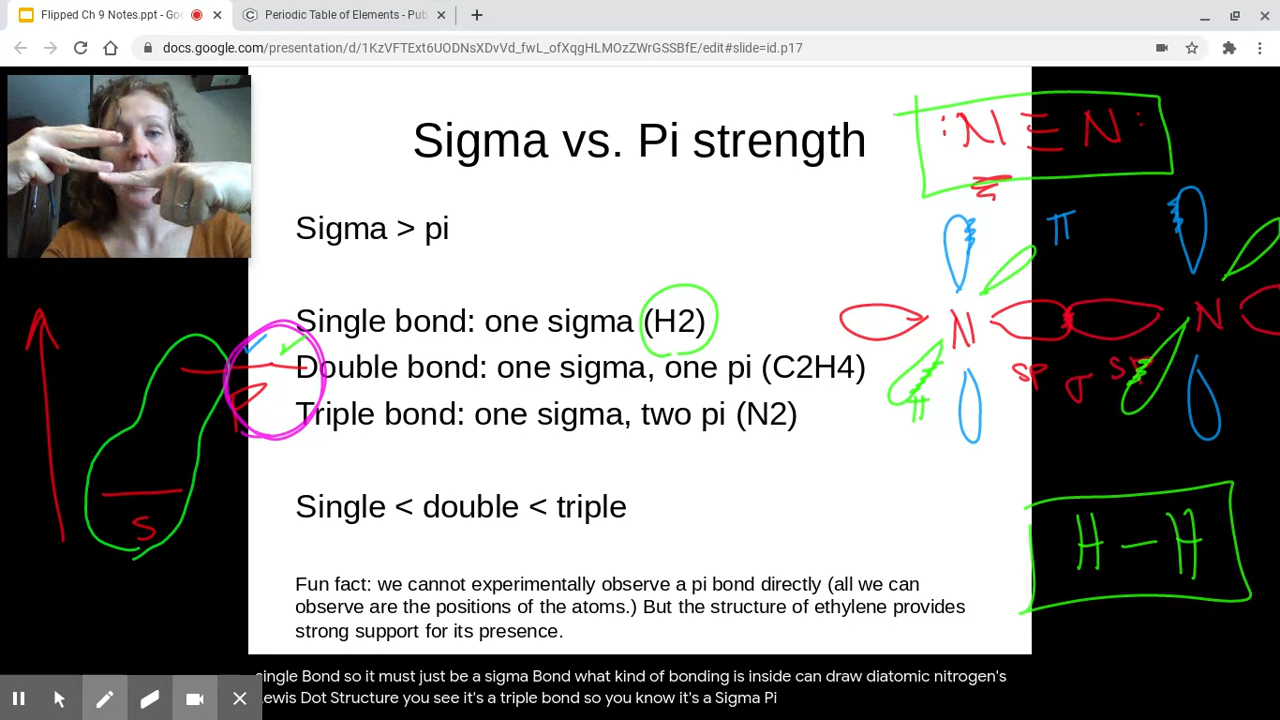 Flipped Ch 9 Notes.ppt - Goo
Periodic Table of Elements - Pub
docs.google.com/presentation/d/1KzVFTExt6UODNsXDvVd_fwL_ofXqgHLMOzZWrGSSBfE/edit#slide=id.p17
Sigma vs. Pi strength
:N≡N:
Sigma > pi
π
Single bond: one sigma (H2)
N
N
Double bond: one sigma, one pi (C2H4)
SP
σ
SP
P
Triple bond: one sigma, two pi (N2)
π
Single < double < triple
S
H – H
Fun fact: we cannot experimentally observe a pi bond directly (all we can
observe are the positions of the atoms.) But the structure of ethylene provides
strong support for its presence.
single Bond so it must just be a sigma Bond what kind of bonding is inside can draw diatomic nitrogen's
Lewis Dot Structure you see it's a triple bond so you know it's a Sigma Pi